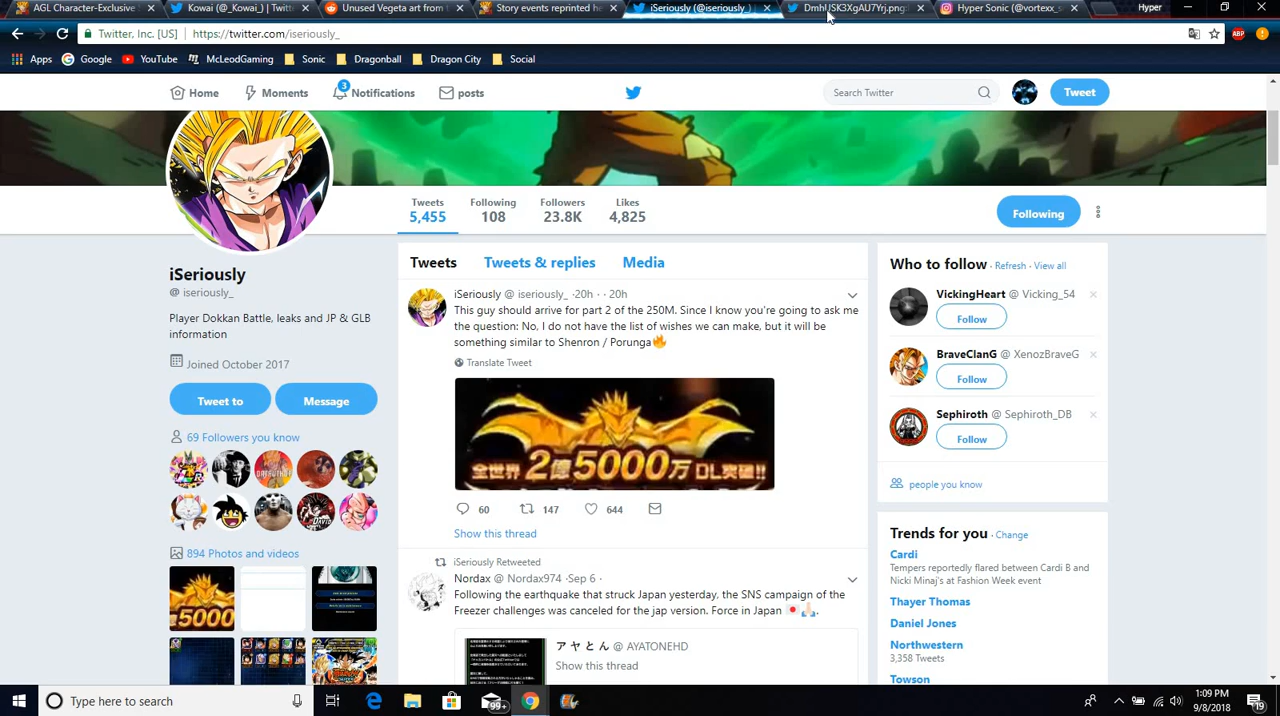 AGL Character-Exclusive
Kowai (@_Kowai_) | Twitter
Unused Vegeta art from t
Story events reprinted he
iSeriously (@iseriously_)
DmhUSK3XgAU7Yrj.png
Hyper Sonic (@vortexx_s
Hyper
Twitter, Inc. [US] https://twitter.com/iseriously_
ABP
Apps Google YouTube McLeodGaming Sonic Dragonball Dragon City Social
Home Moments 3 Notifications posts Search Twitter Tweet
Tweets Following Followers Likes
5,455 108 23.8K 4,825
Following
iSeriously
@ iseriously_
Player Dokkan Battle, leaks and JP & GLB
information
Joined October 2017
Tweet to Message
69 Followers you know
894 Photos and videos
Tweets Tweets & replies Media
iSeriously @ iseriously_ ·20h · · 20h
This guy should arrive for part 2 of the 250M. Since I know you're going to ask me
the question: No, I do not have the list of wishes we can make, but it will be
something similar to Shenron / Porunga
Translate Tweet
全世界2億5000万DL突破!!
60 147 644
Show this thread
iSeriously Retweeted
Nordax @ Nordax974 ·Sep 6 ·
Following the earthquake that struck Japan yesterday, the SNS campaign of the
Freezer challenges was canceled for the jap version. Force in Japan
アヤとん@ AYATONEHD
Show this thread
Who to follow · Refresh · View all
VickingHeart @ Vicking_54
Follow
BraveClanG @ XenozBraveG
Follow
Sephiroth @ Sephiroth_DB
Follow
people you know
Trends for you · Change
Cardi
Tempers reportedly flared between Cardi B and
Nicki Minaj's at Fashion Week event
Thayer Thomas
Daniel Jones
Northwestern
3,358 Tweets
Towson
5000
Type here to search
99+
3:09 PM
9/8/2018
19